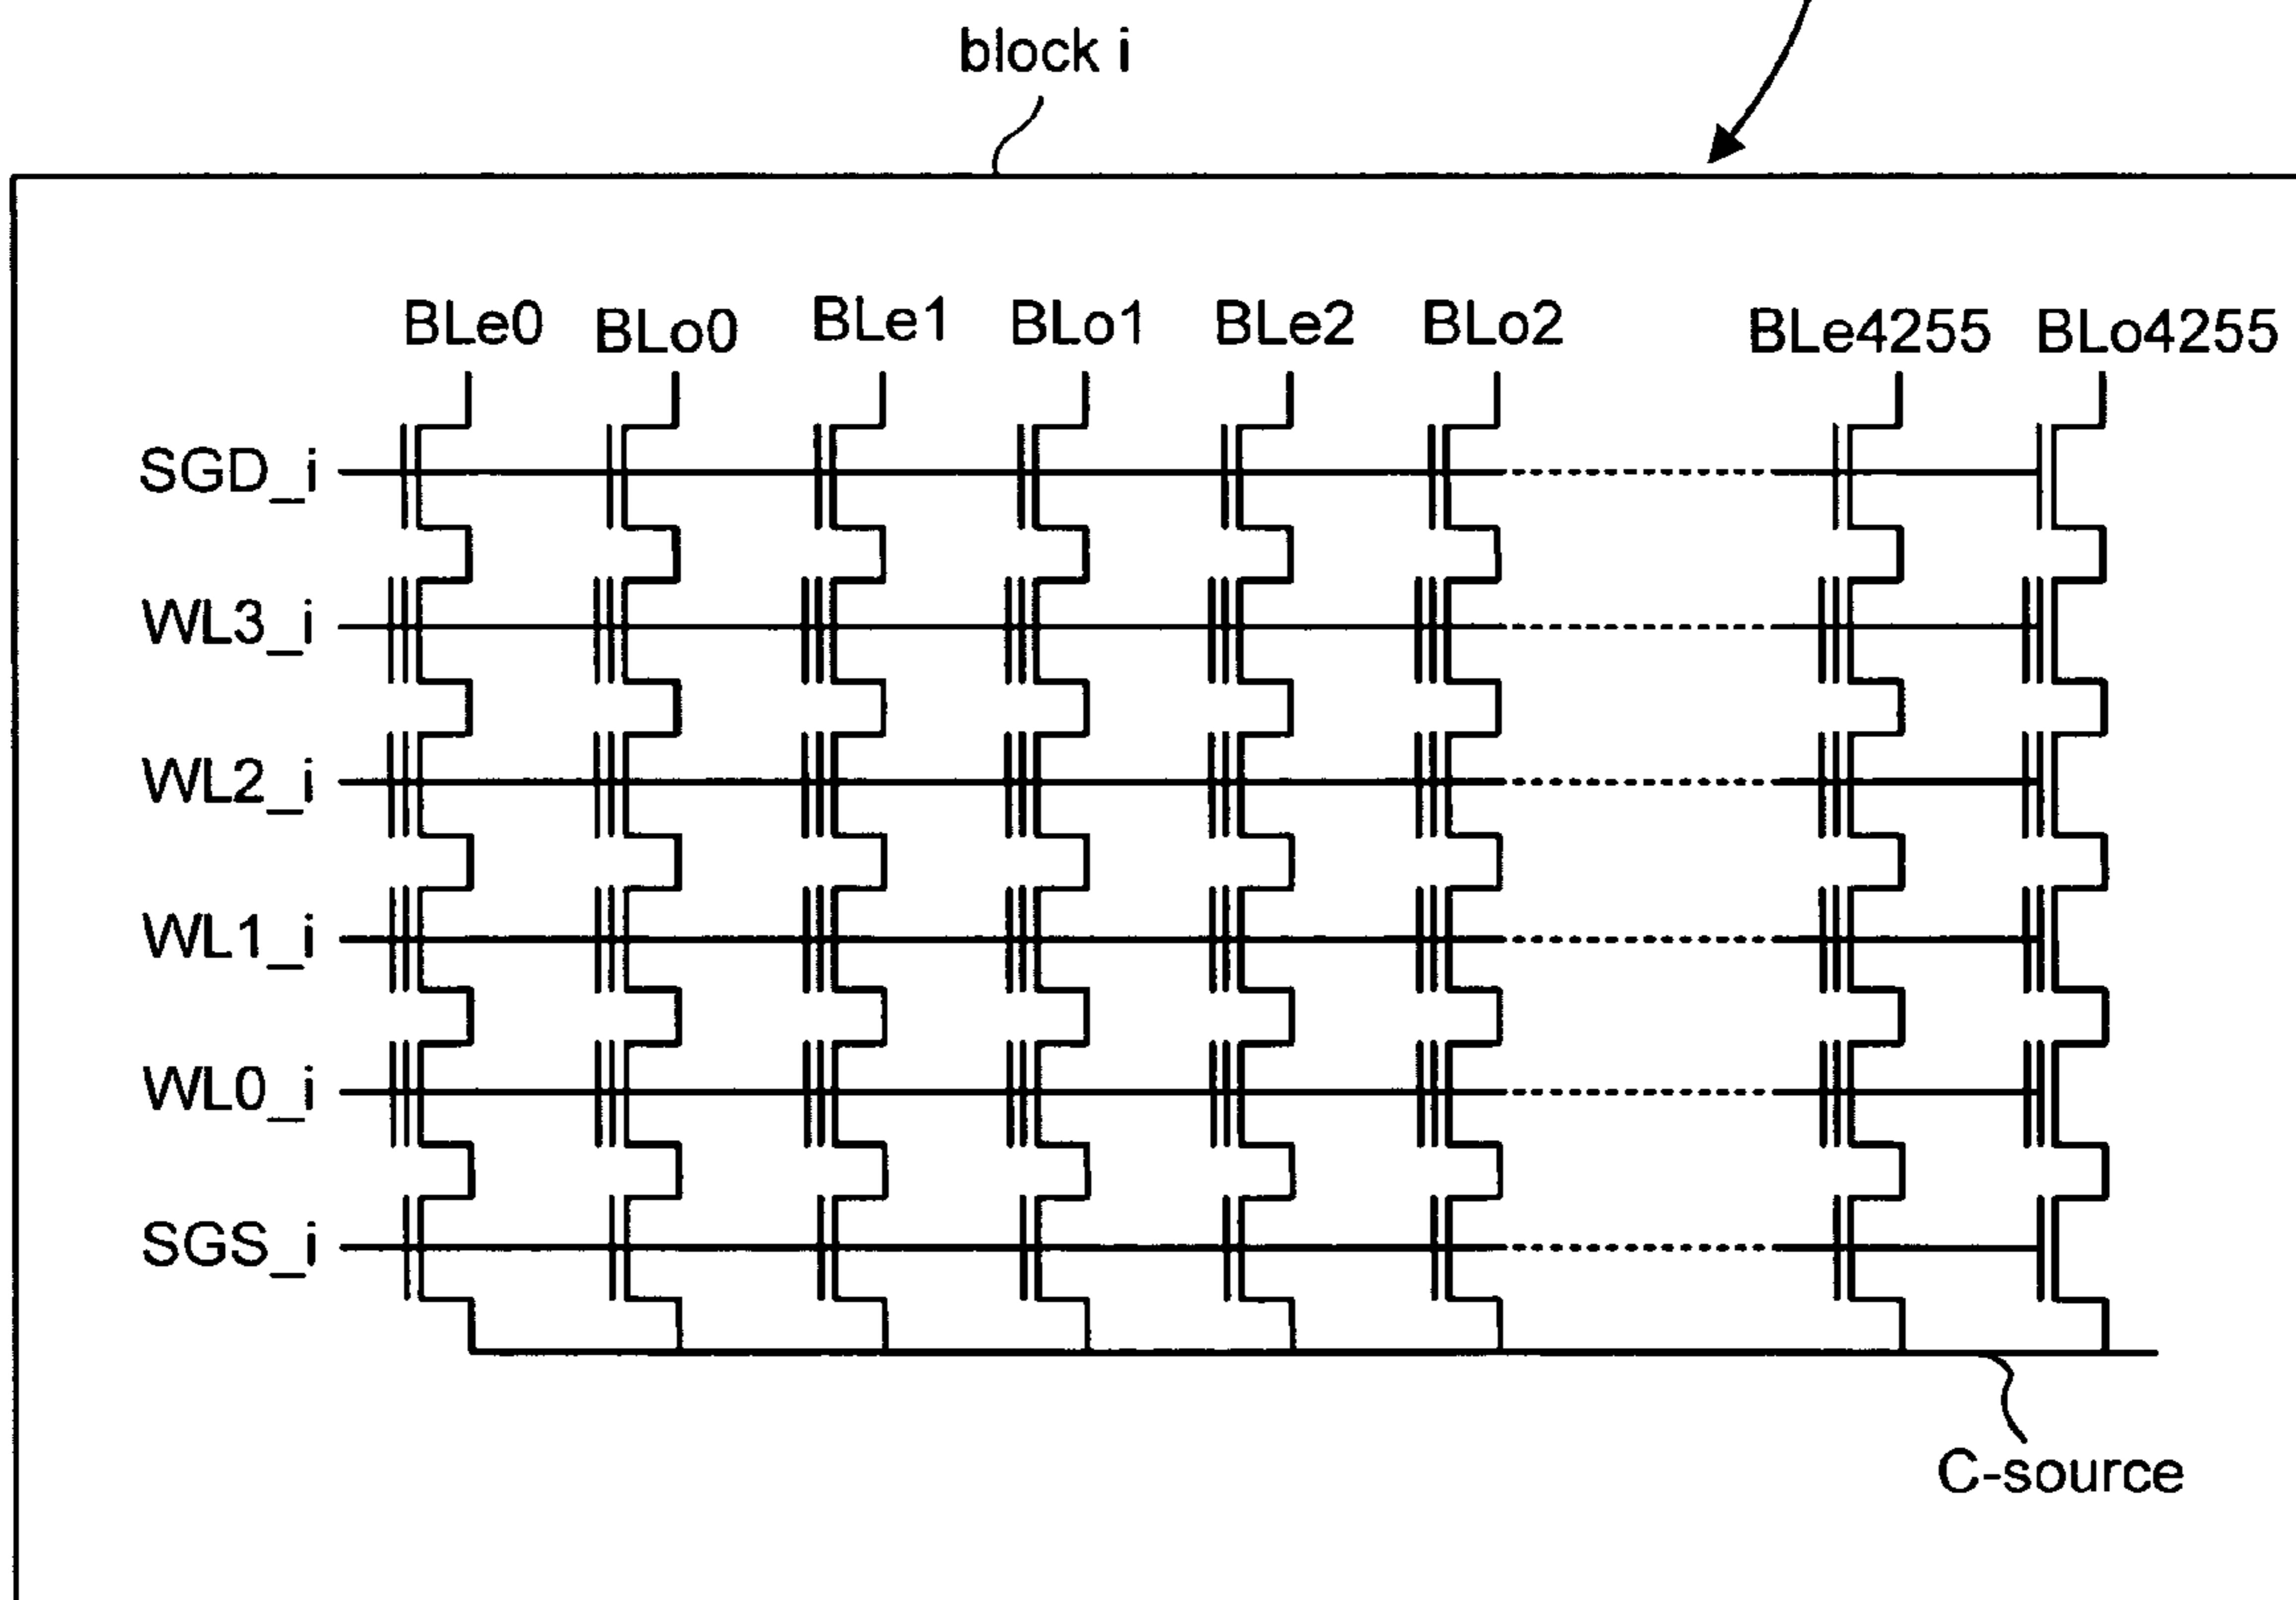 block i
BLe0 BLo0 BLe1 BLo1 BLe2 BLo2 BLe4255 BLo4255
SGD_i
WL3_i
WL2_i
WL1_i
WL0_i
SGS_i
C-source